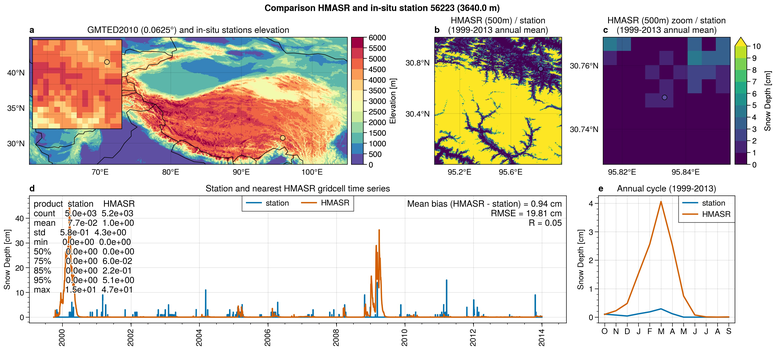 Comparison HMASR and in-situ station 56223 (3640.0 m)
a GMTED2010 (0.0625°) and in-situ stations elevation
40°N
35°N
30°N
70°E 80°E 90°E 100°E
6000
5500
5000
4500
4000
3500
3000
2500
2000
1500
1000
500
0
Elevation [m]
b HMASR (500m) / station
(1999-2013 annual mean)
30.8°N
30.4°N
95.2°E 95.6°E
c HMASR (500m) zoom / station
(1999-2013 annual mean)
30.76°N
30.74°N
95.82°E 95.84°E
10
9
8
7
6
5
4
3
2
1
0
Snow Depth [cm]
d Station and nearest HMASR gridcell time series
product station HMASR
count 5.0e+03 5.2e+03
mean 7.7e-02 1.0e+00
std 5.8e-01 4.3e+00
min 0.0e+00 0.0e+00
50% 0.0e+00 0.0e+00
75% 0.0e+00 6.0e-02
85% 0.0e+00 2.2e-01
95% 0.0e+00 5.1e+00
max 1.5e+01 4.7e+01
station HMASR
Mean bias (HMASR - station) = 0.94 cm
RMSE = 19.81 cm
R = 0.05
Snow Depth [cm]
40
30
20
10
0
2000 2002 2004 2006 2008 2010 2012 2014
e Annual cycle (1999-2013)
station
HMASR
Snow Depth [cm]
4
3
2
1
0
O N D J F M A M J J A S